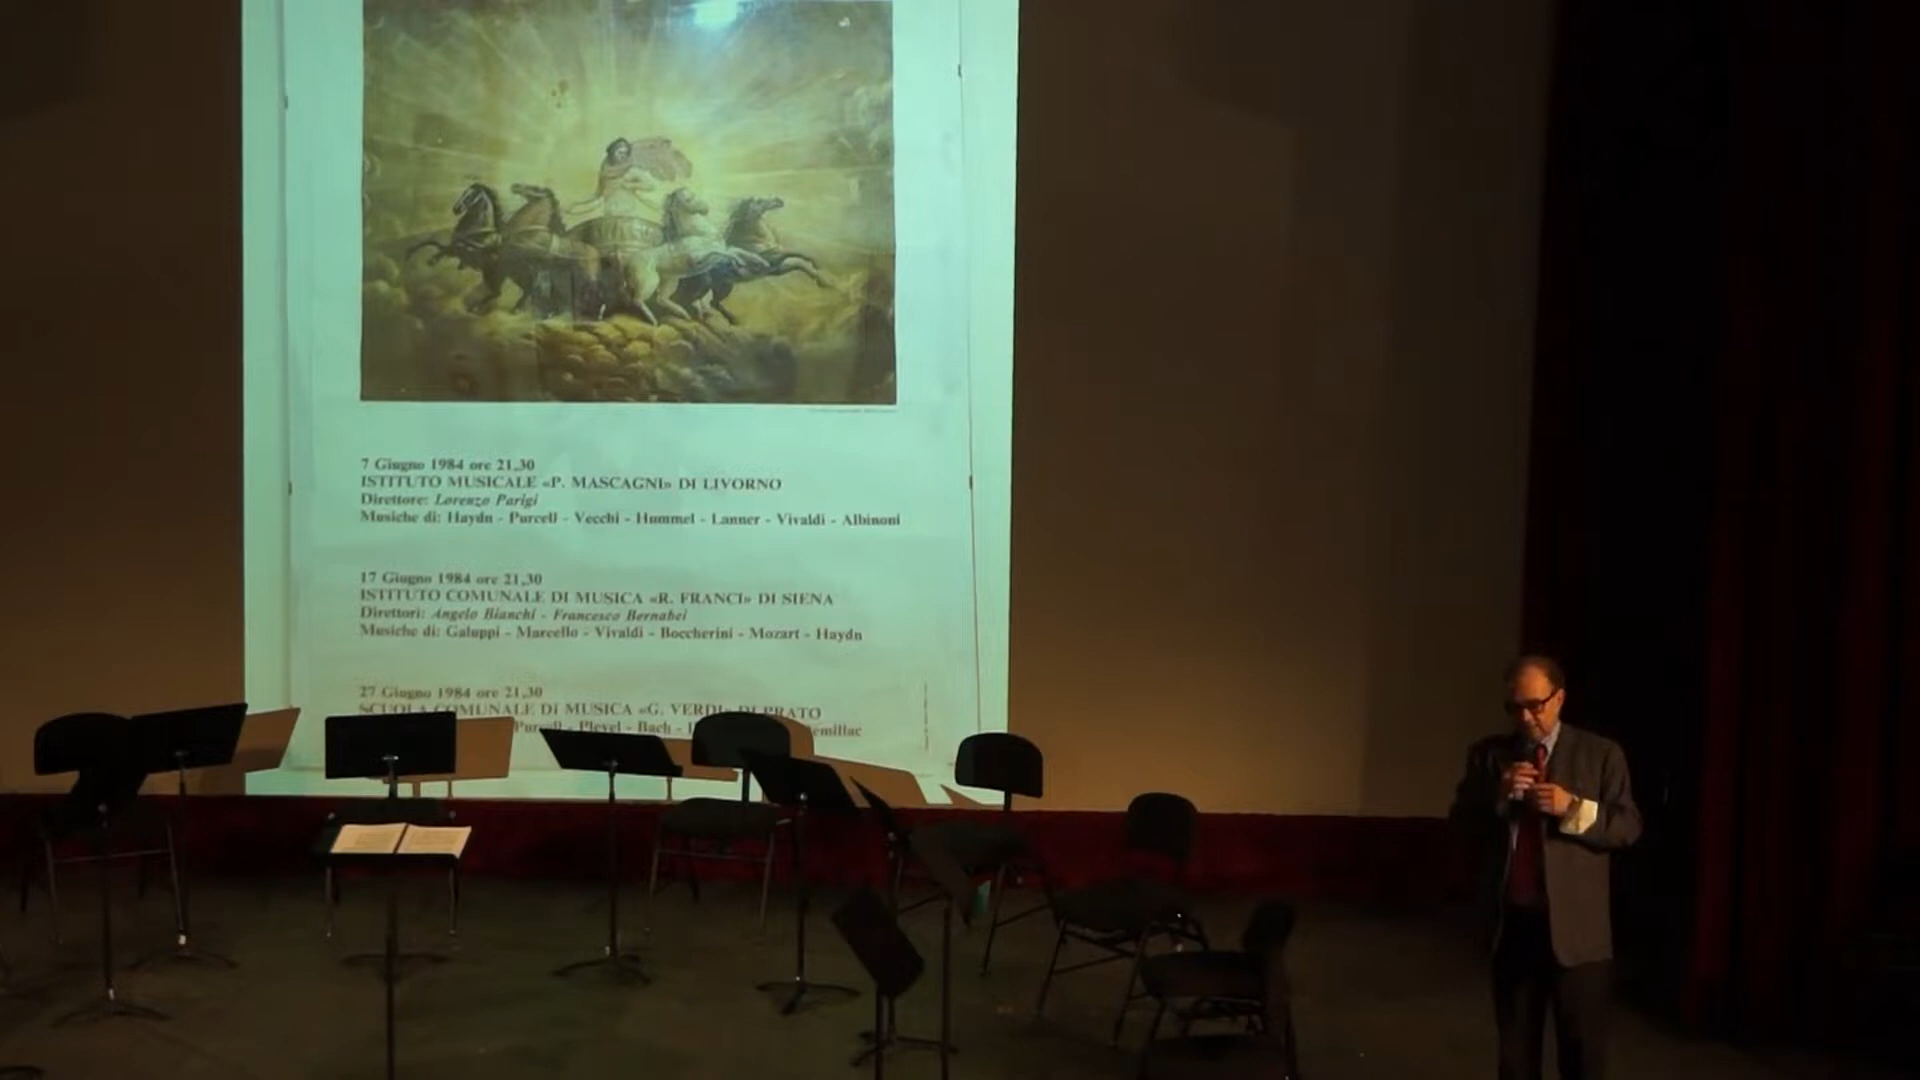 7 Giugno 1984 ore 21,30
ISTITUTO MUSICALE «P. MASCAGNI» DI LIVORNO
Direttore: Lorenzo Parigi
Musiche di: Haydn - Purcell - Vecchi - Hummel - Lanner - Vivaldi - Albinoni
17 Giugno 1984 ore 21,30
ISTITUTO COMUNALE DI MUSICA «R. FRANCI» DI SIENA
Direttori: Angelo Bianchi - Francesco Bernabei
Musiche di: Galuppi - Marcello - Vivaldi - Boccherini - Mozart - Haydn
27 Giugno 1984 ore 21,30
SCUOLA COMUNALE DI MUSICA «G. VERDI» DI PRATO
Purcell - Pleyel - Bach -